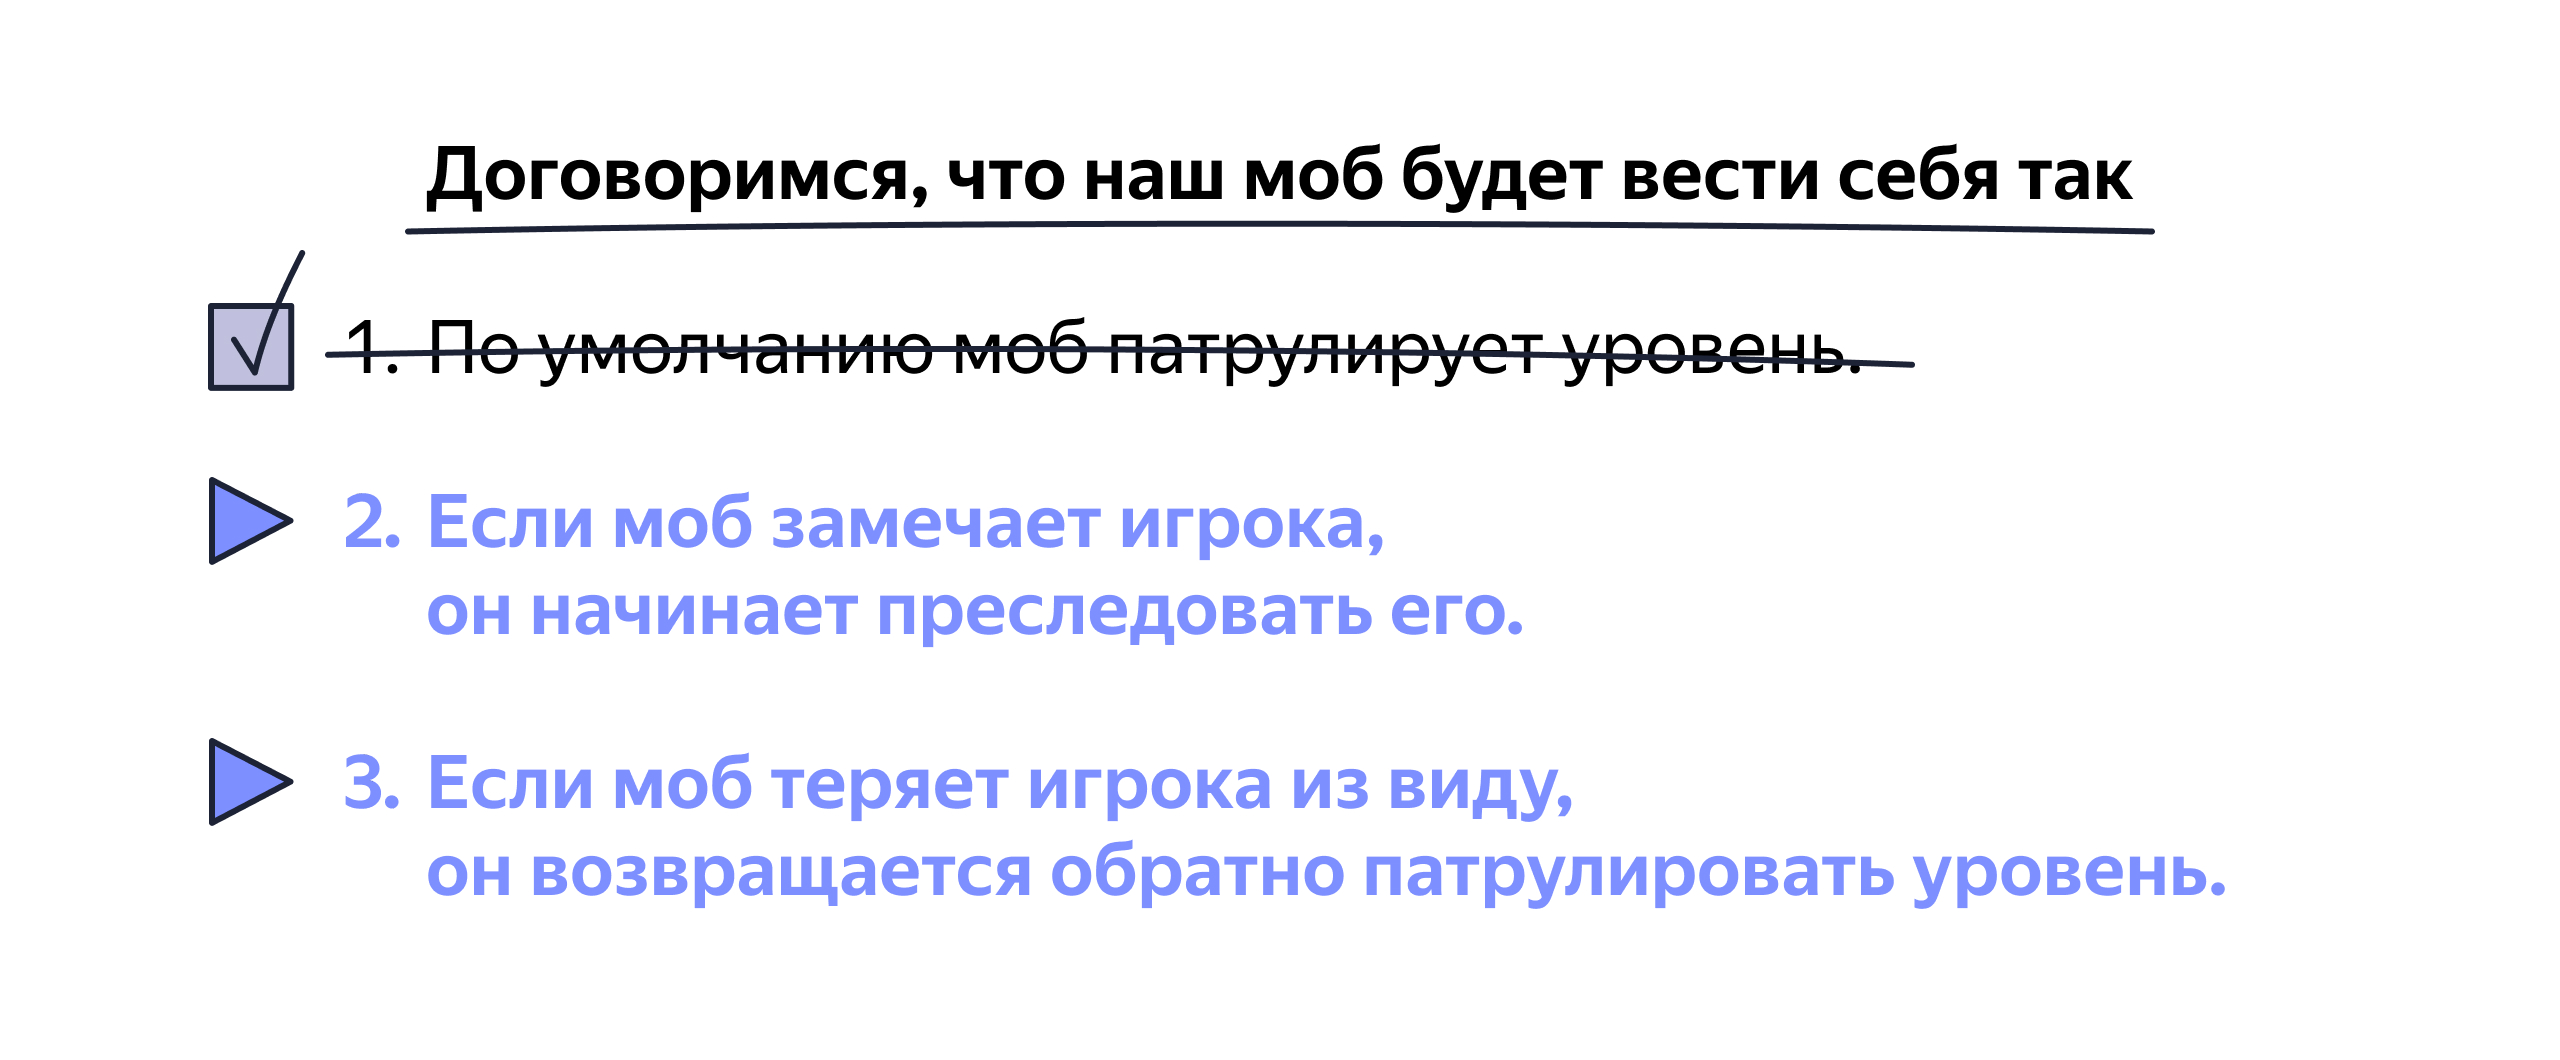 Договоримся, что наш моб будет вести себя так
1. По умолчанию моб патрулирует уровень.
2. Если моб замечает игрока,
он начинает преследовать его.
3. Если моб теряет игрока из виду,
он возвращается обратно патрулировать уровень.